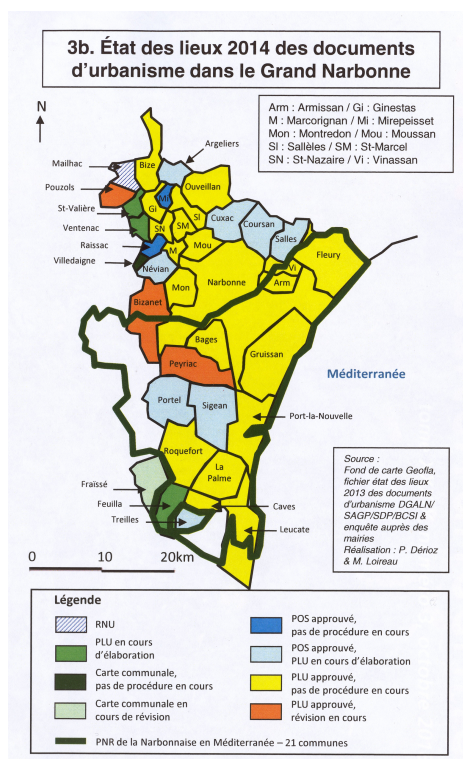 3b. État des lieux 2014 des documents
d'urbanisme dans le Grand Narbonne
N
Arm : Armissan / Gi : Ginestas
M : Marcorignan / Mi : Mirepeisset
Mon : Montredon / Mou : Moussan
Sl : Sallèles / SM : St-Marcel
SN : St-Nazaire / Vi : Vinassan
Argeliers
Mailhac
Bize
Pouzols
Ouveillan
Mi
St-Valière
Gi
Sl
Cuxac
Coursan
Ventenac
SN
SM
Salles
Raissac
M
Mou
Fleury
Villedaigne
Névian
Vi
Mon
Narbonne
Arm
Bizanet
Bages
Gruissan
Peyriac
Méditerranée
Portel
Sigean
Port-la-Nouvelle
Roquefort
La
Palme
Fraïssé
Feuilla
Caves
Treilles
Leucate
Source :
Fond de carte Geofla,
fichier état des lieux
2013 des documents
d'urbanisme DGALN/
SAGP/SDP/BCSI &
enquête auprès des
mairies
Réalisation : P. Dérioz
& M. Loireau
0 10 20km
Légende
RNU
PLU en cours
d'élaboration
Carte communale,
pas de procédure en cours
Carte communale en
cours de révision
POS approuvé,
pas de procédure en cours
POS approuvé,
PLU en cours d'élaboration
PLU approuvé,
pas de procédure en cours
PLU approuvé,
révision en cours
PNR de la Narbonnaise en Méditerranée – 21 communes